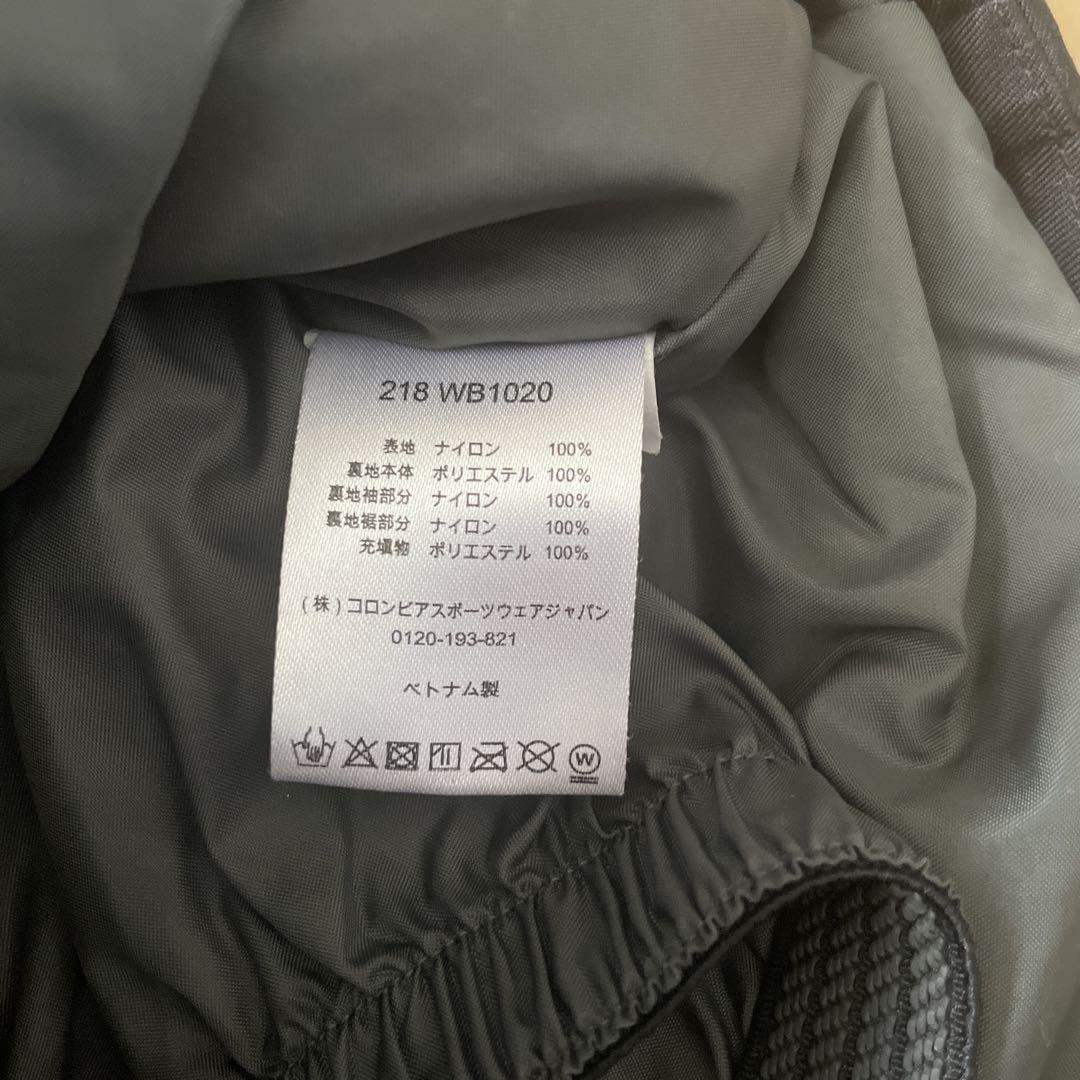 218 WB1020
表地 ナイロン 100%
裏地本体 ポリエステル 100%
裏地袖部分 ナイロン 100%
裏地裾部分 ナイロン 100%
充填物 ポリエステル 100%
(株)コロンビアスポーツウェアジャパン
0120-193-821
ベトナム製
W